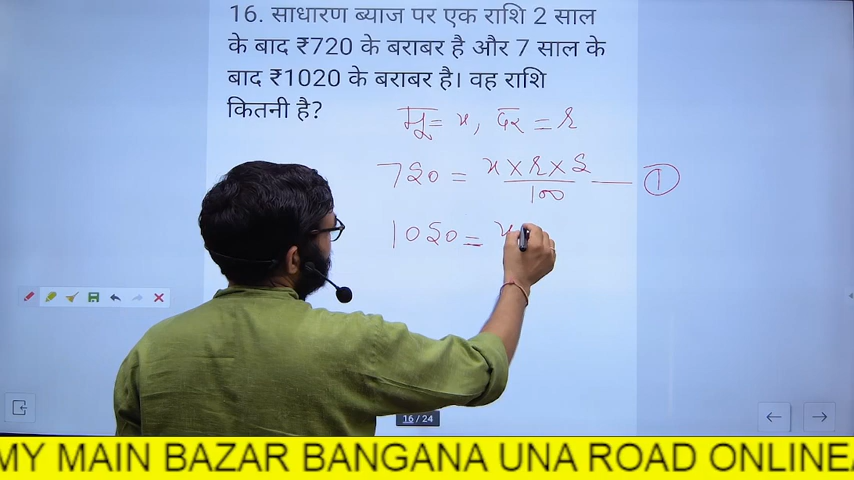 16. साधारण ब्याज पर एक राशि 2 साल
के बाद ₹720 के बराबर है और 7 साल के
बाद ₹1020 के बराबर है। वह राशि
कितनी है?
मू = x, दर = r
720 = x × r × 2 / 100 — ①
1020 = x
16 / 24
MY MAIN BAZAR BANGANA UNA ROAD ONLINE